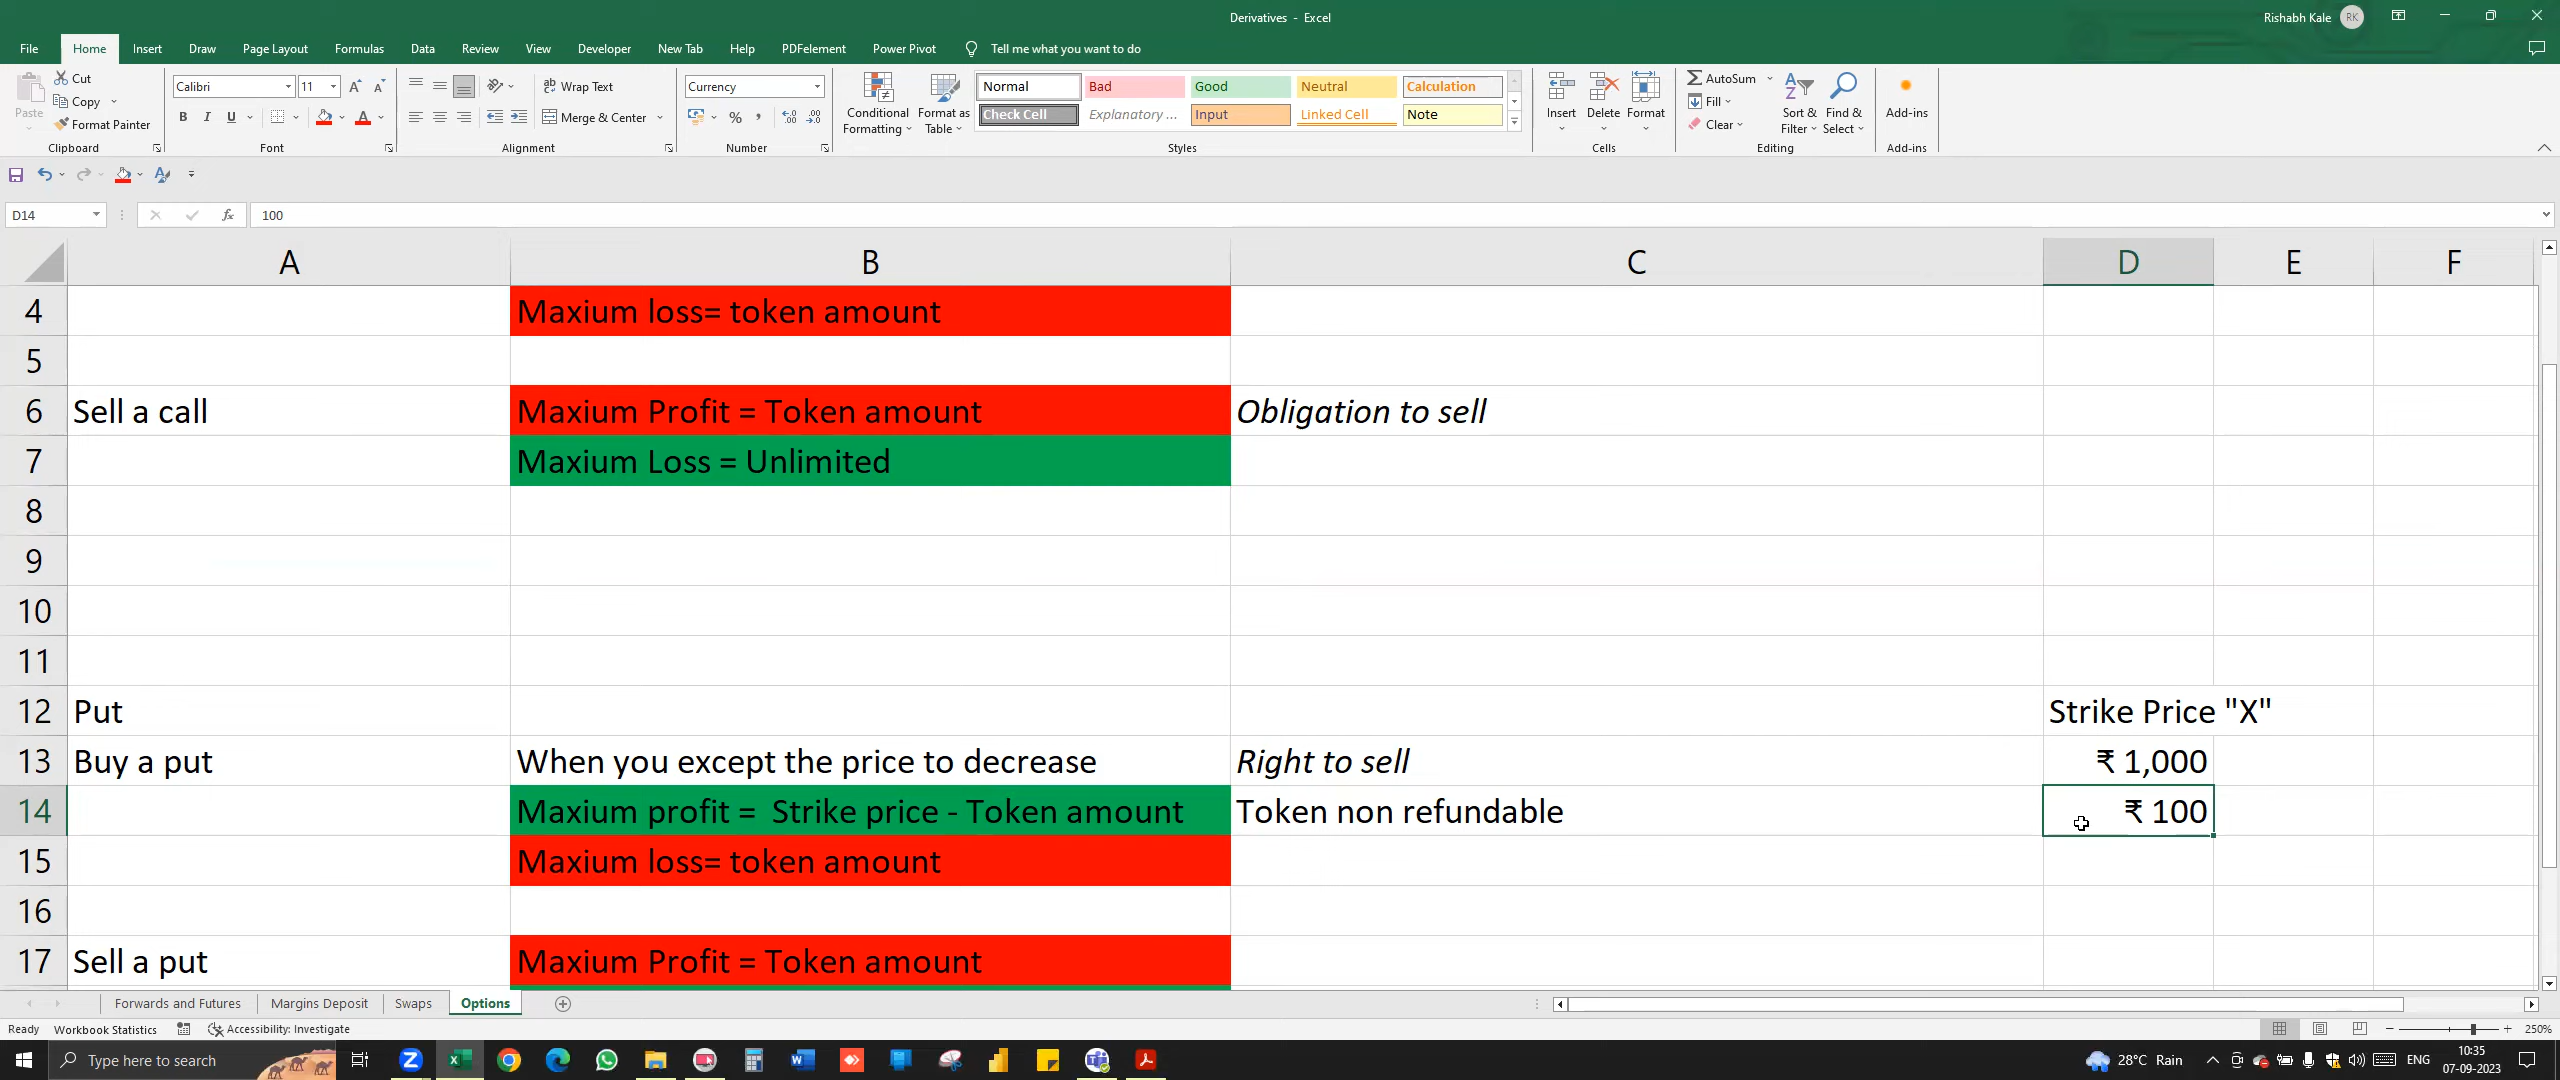 Derivatives - Excel
Rishabh Kale RK
File Home Insert Draw Page Layout Formulas Data Review View Developer New Tab Help PDFelement Power Pivot Tell me what you want to do
Paste Cut Copy Format Painter
Calibri 11
B I U
Wrap Text
Merge & Center
Currency
Conditional Formatting Format as Table
Normal Bad Good Neutral Calculation
Check Cell Explanatory ... Input Linked Cell Note
Insert Delete Format
AutoSum Fill Clear
Sort & Filter Find & Select
Add-ins
Clipboard Font Alignment Number Styles Cells Editing Add-ins
D14 fx 100
A B C D E F
4 Maxium loss= token amount
5
6 Sell a call Maxium Profit = Token amount Obligation to sell
7 Maxium Loss = Unlimited
8
9
10
11
12 Put Strike Price "X"
13 Buy a put When you except the price to decrease Right to sell ₹ 1,000
14 Maxium profit = Strike price - Token amount Token non refundable ₹ 100
15 Maxium loss= token amount
16
17 Sell a put Maxium Profit = Token amount
Forwards and Futures Margins Deposit Swaps Options
Ready Workbook Statistics Accessibility: Investigate 250%
Type here to search
28°C Rain
ENG
10:35
07-09-2023